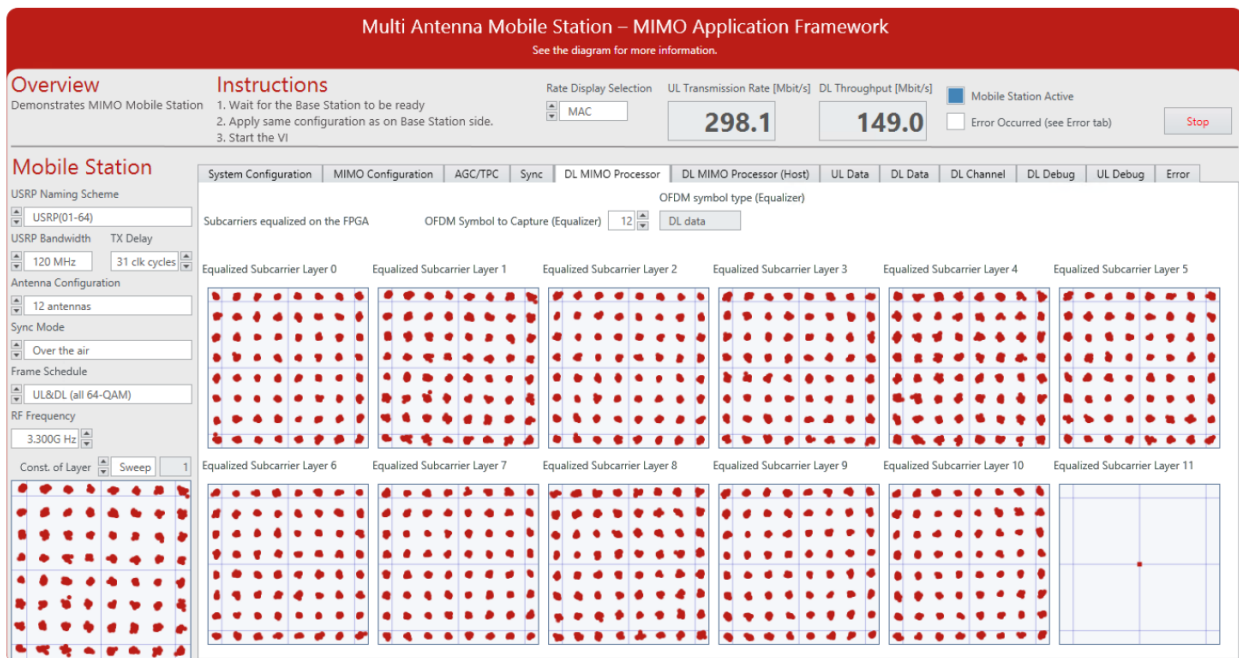 Multi Antenna Mobile Station – MIMO Application Framework
See the diagram for more information.
Overview
Demonstrates MIMO Mobile Station
Instructions
1. Wait for the Base Station to be ready
2. Apply same configuration as on Base Station side.
3. Start the VI
Rate Display Selection
MAC
UL Transmission Rate [Mbit/s]
298.1
DL Throughput [Mbit/s]
149.0
Mobile Station Active
Error Occurred (see Error tab)
Stop
Mobile Station
USRP Naming Scheme
USRP(01-64)
USRP Bandwidth TX Delay
120 MHz 31 clk cycles
Antenna Configuration
12 antennas
Sync Mode
Over the air
Frame Schedule
UL&DL (all 64-QAM)
RF Frequency
3.300G Hz
Const. of Layer Sweep 1
System Configuration MIMO Configuration AGC/TPC Sync DL MIMO Processor DL MIMO Processor (Host) UL Data DL Data DL Channel DL Debug UL Debug Error
OFDM symbol type (Equalizer)
Subcarriers equalized on the FPGA OFDM Symbol to Capture (Equalizer) 12 DL data
Equalized Subcarrier Layer 0 Equalized Subcarrier Layer 1 Equalized Subcarrier Layer 2 Equalized Subcarrier Layer 3 Equalized Subcarrier Layer 4 Equalized Subcarrier Layer 5
Equalized Subcarrier Layer 6 Equalized Subcarrier Layer 7 Equalized Subcarrier Layer 8 Equalized Subcarrier Layer 9 Equalized Subcarrier Layer 10 Equalized Subcarrier Layer 11